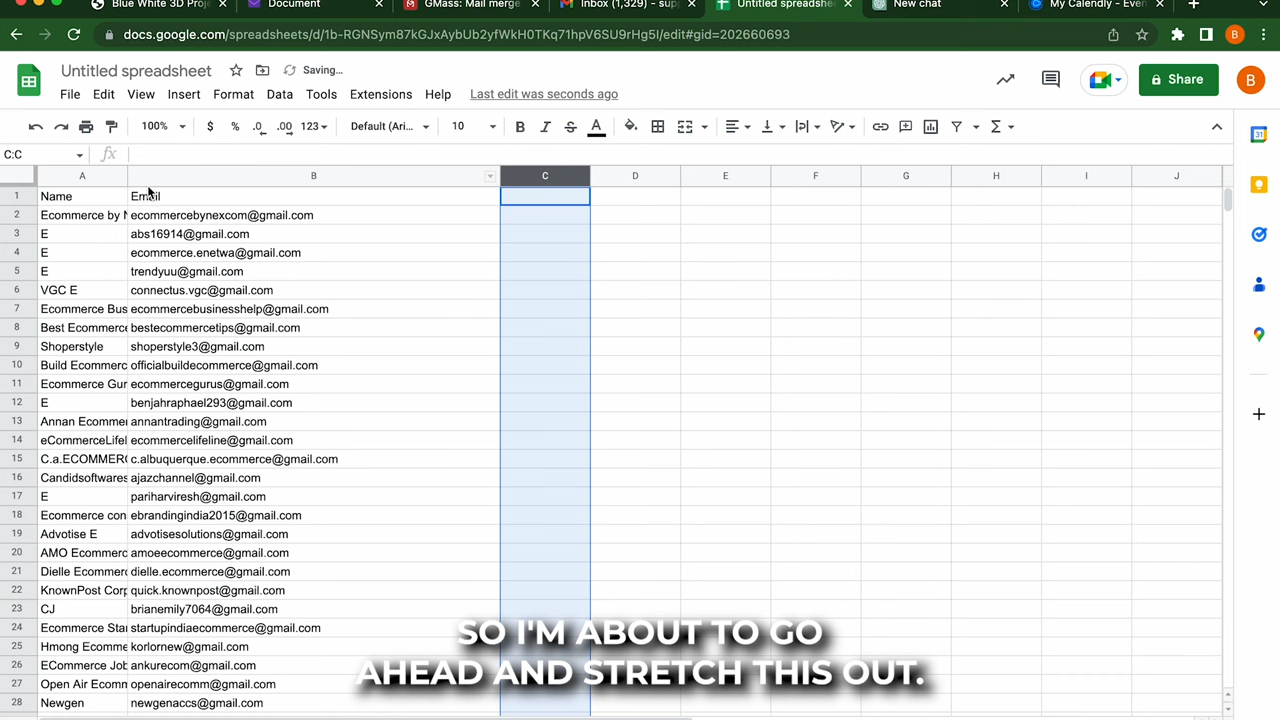 Blue White 3D Proje
Document
GMass: Mail merge
Inbox (1,329) - sup
Untitled spreadshe
New chat
My Calendly - Even
docs.google.com/spreadsheets/d/1b-RGNSym87kGJxAybUb2yfWkH0TKq71hpV6SU9rHg5I/edit#gid=202660693
B
Untitled spreadsheet
Saving...
File Edit View Insert Format Data Tools Extensions Help Last edit was seconds ago
Share
B
100% $ % .0 .00 123 Default (Ari... 10 B I S A
31
C:C
fx
A B C D E F G H I J
1 Name Email
2 Ecommerce by N ecommercebynexcom@gmail.com
3 E abs16914@gmail.com
4 E ecommerce.enetwa@gmail.com
5 E trendyuu@gmail.com
6 VGC E connectus.vgc@gmail.com
7 Ecommerce Bus ecommercebusinesshelp@gmail.com
8 Best Ecommerce bestecommercetips@gmail.com
9 Shoperstyle shoperstyle3@gmail.com
10 Build Ecommerc officialbuildecommerce@gmail.com
11 Ecommerce Gur ecommercegurus@gmail.com
12 E benjahraphael293@gmail.com
13 Annan Ecommer annantrading@gmail.com
14 eCommerceLifel ecommercelifeline@gmail.com
15 C.a.ECOMMERC c.albuquerque.ecommerce@gmail.com
16 Candidsoftwares ajazchannel@gmail.com
17 E pariharviresh@gmail.com
18 Ecommerce con ebrandingindia2015@gmail.com
19 Advotise E advotisesolutions@gmail.com
20 AMO Ecommerc amoeecommerce@gmail.com
21 Dielle Ecommerc dielle.ecommerce@gmail.com
22 KnownPost Corp quick.knownpost@gmail.com
23 CJ brianemily7064@gmail.com
24 Ecommerce Star startupindiaecommerce@gmail.com
25 Hmong Ecomme korlornew@gmail.com
26 ECommerce Job ankurecom@gmail.com
27 Open Air Ecomm openairecomm@gmail.com
28 Newgen newgenaccs@gmail.com
SO I'M ABOUT TO GO
AHEAD AND STRETCH THIS OUT.